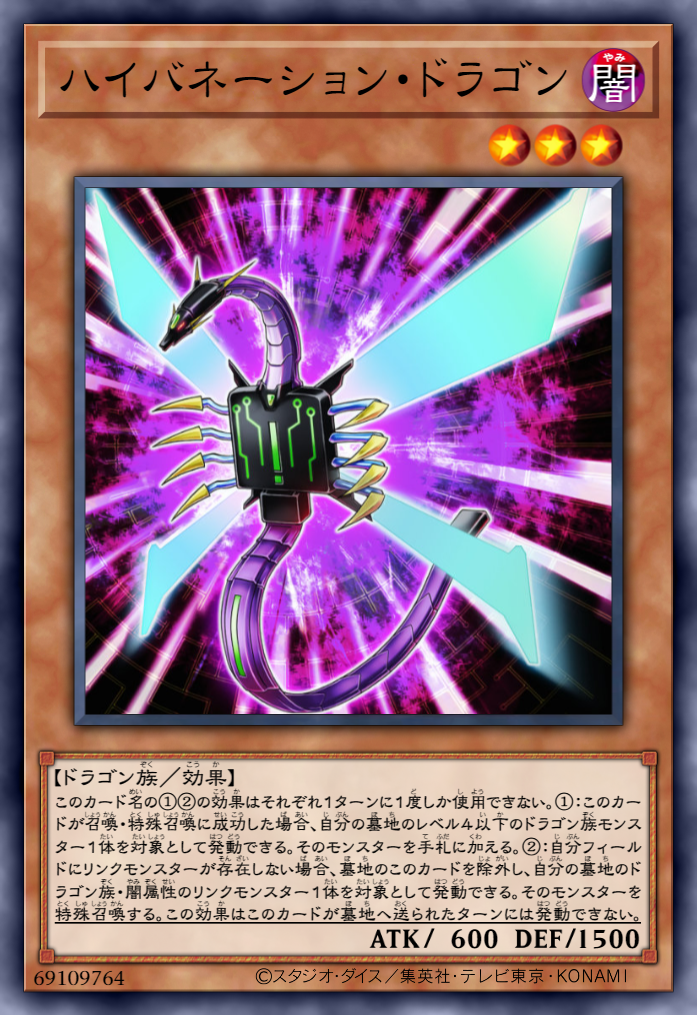 ハイバネーション・ドラゴン
やみ
闇
【ドラゴン族／効果】
このカード名の①②の効果はそれぞれ1ターンに1度しか使用できない。①：このカー
ドが召喚・特殊召喚に成功した場合、自分の墓地のレベル4以下のドラゴン族モンス
ター1体を対象として発動できる。そのモンスターを手札に加える。②：自分フィール
ドにリンクモンスターが存在しない場合、墓地のこのカードを除外し、自分の墓地のド
ラゴン族・闇属性のリンクモンスター1体を対象として発動できる。そのモンスターを
特殊召喚する。この効果はこのカードが墓地へ送られたターンには発動できない。
ATK/ 600 DEF/1500
69109764 ©スタジオ・ダイス／集英社・テレビ東京・KONAMI